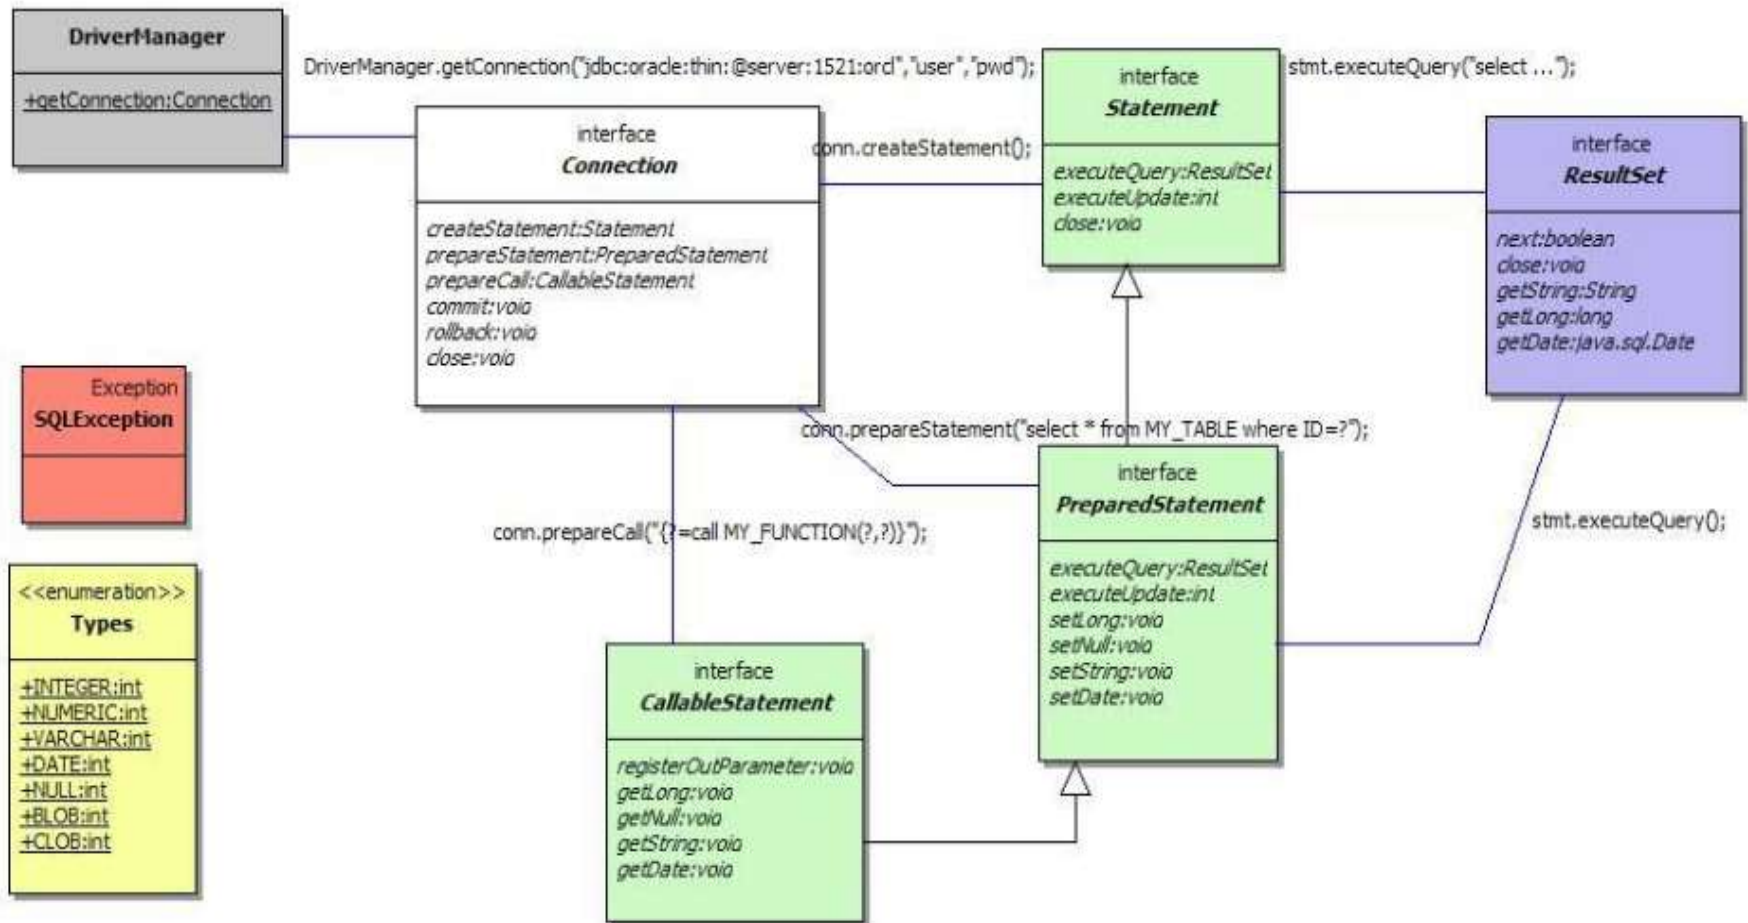 DriverManager
+getConnection:Connection
DriverManager.getConnection("jdbc:oracle:thin:@server:1521:orcl","user","pwd");
interface
Connection
createStatement:Statement
prepareStatement:PreparedStatement
prepareCall:CallableStatement
commit:void
rollback:void
close:void
conn.createStatement();
interface
Statement
executeQuery:ResultSet
executeUpdate:int
close:void
stmt.executeQuery("select ...");
interface
ResultSet
next:boolean
close:void
getString:String
getLong:long
getDate:java.sql.Date
Exception
SQLException
conn.prepareStatement("select * from MY_TABLE where ID=?");
interface
PreparedStatement
executeQuery:ResultSet
executeUpdate:int
setLong:void
setNull:void
setString:void
setDate:void
stmt.executeQuery();
conn.prepareCall("{?=call MY_FUNCTION(?,?)}");
<<enumeration>>
Types
+INTEGER:int
+NUMERIC:int
+VARCHAR:int
+DATE:int
+NULL:int
+BLOB:int
+CLOB:int
interface
CallableStatement
registerOutParameter:void
getLong:void
getNull:void
getString:void
getDate:void